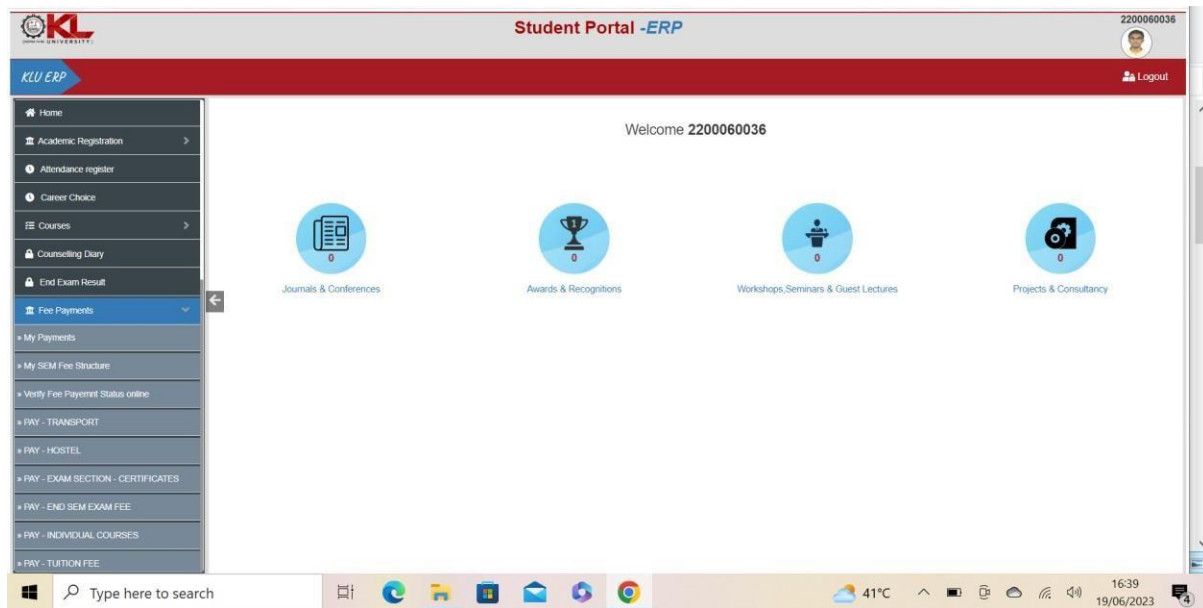 KL
UNIVERSITY)
Student Portal -ERP
2200060036
KLU ERP
Logout
Home
Academic Registration
Attendance register
Career Choice
Courses
Counselling Diary
End Exam Result
Fee Payments
» My Payments
» My SEM Fee Structure
» Verify Fee Payemnt Status online
» PAY - TRANSPORT
» PAY - HOSTEL
» PAY - EXAM SECTION - CERTIFICATES
» PAY - END SEM EXAM FEE
» PAY - INDIVIDUAL COURSES
» PAY - TUITION FEE
Welcome 2200060036
0
Journals & Conferences
1
0
Awards & Recognitions
0
Workshops,Seminars & Guest Lectures
0
Projects & Consultancy
Type here to search
41°C
16:39
19/06/2023
4